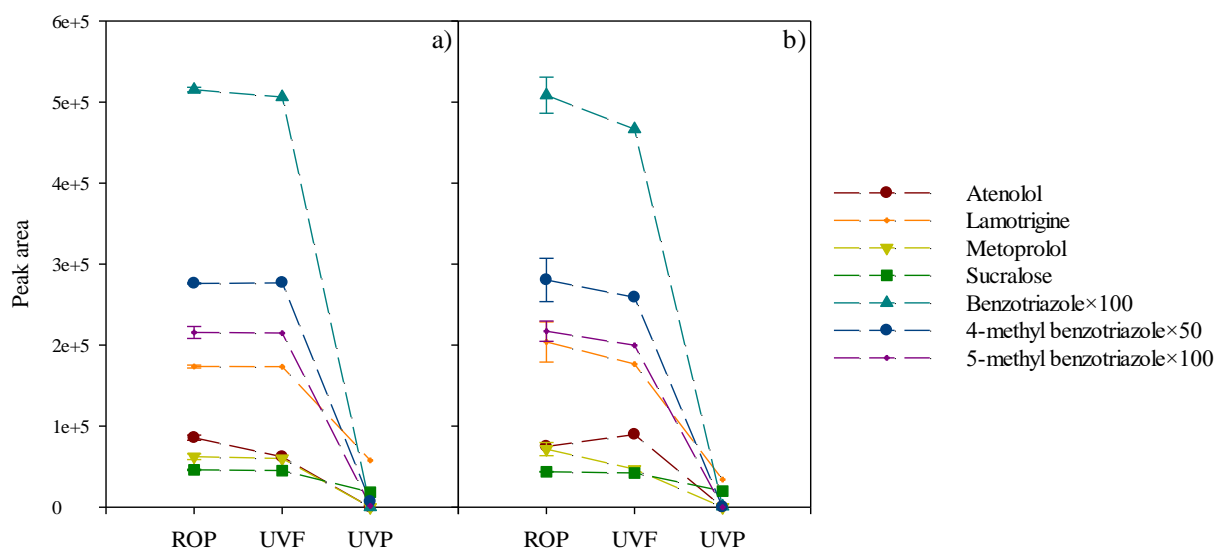 6e+5
5e+5
4e+5
3e+5
2e+5
1e+5
0
Peak area
a)
b)
ROP UVF UVP
ROP UVF UVP
Atenolol
Lamotrigine
Metoprolol
Sucralose
Benzotriazole×100
4-methyl benzotriazole×50
5-methyl benzotriazole×100